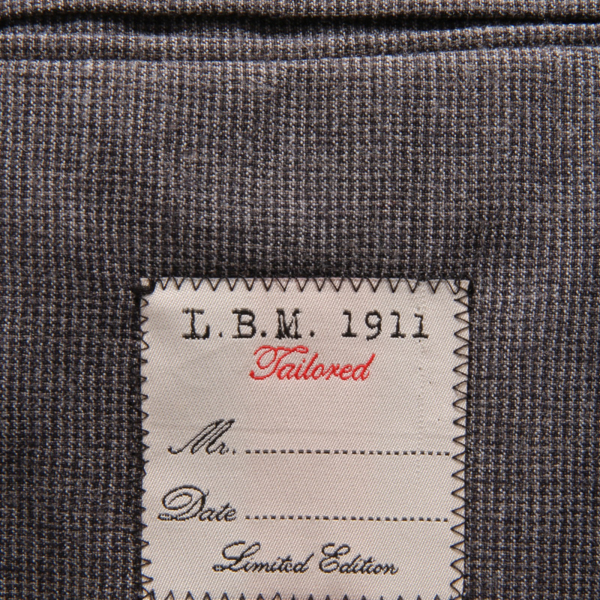 L.B.M. 1911
Tailored
Mr. ............................
Date ............................
Limited Edition